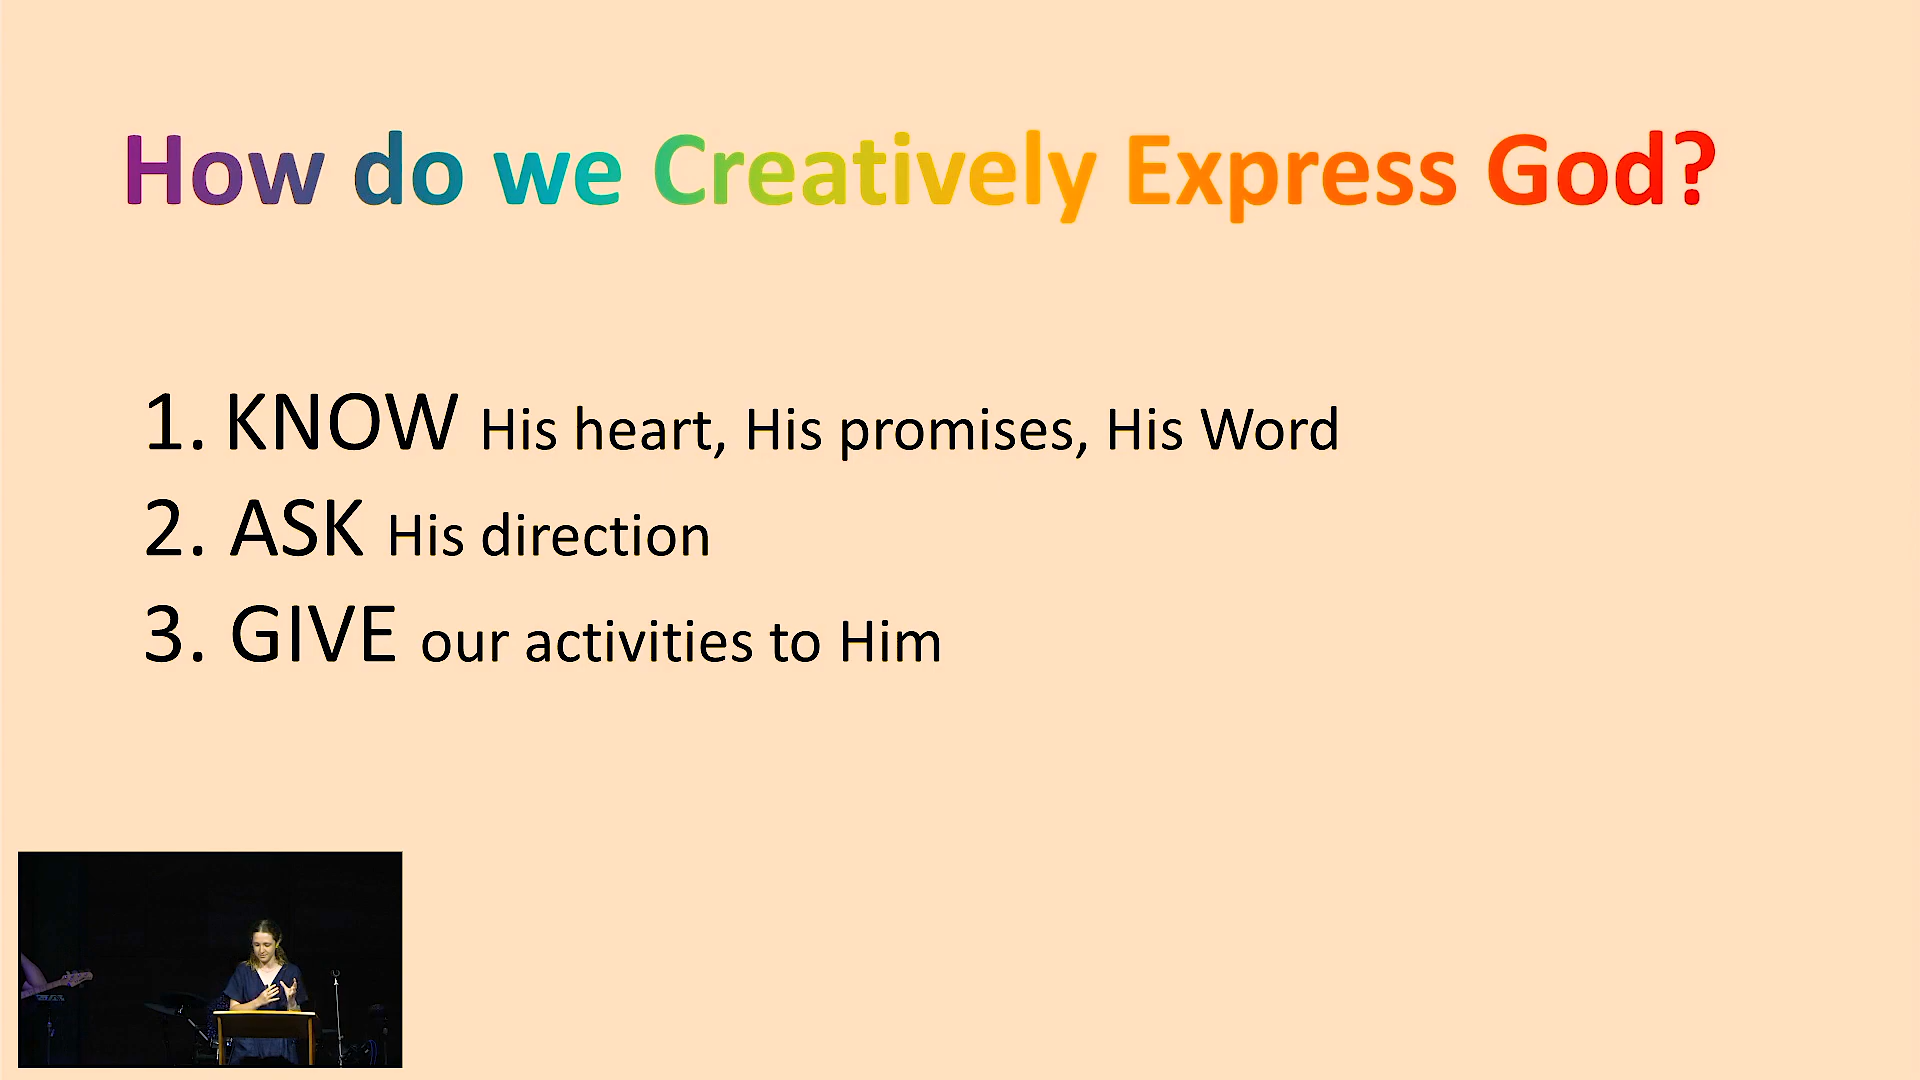 How do we Creatively Express God?
1. KNOW His heart, His promises, His Word
2. ASK His direction
3. GIVE our activities to Him